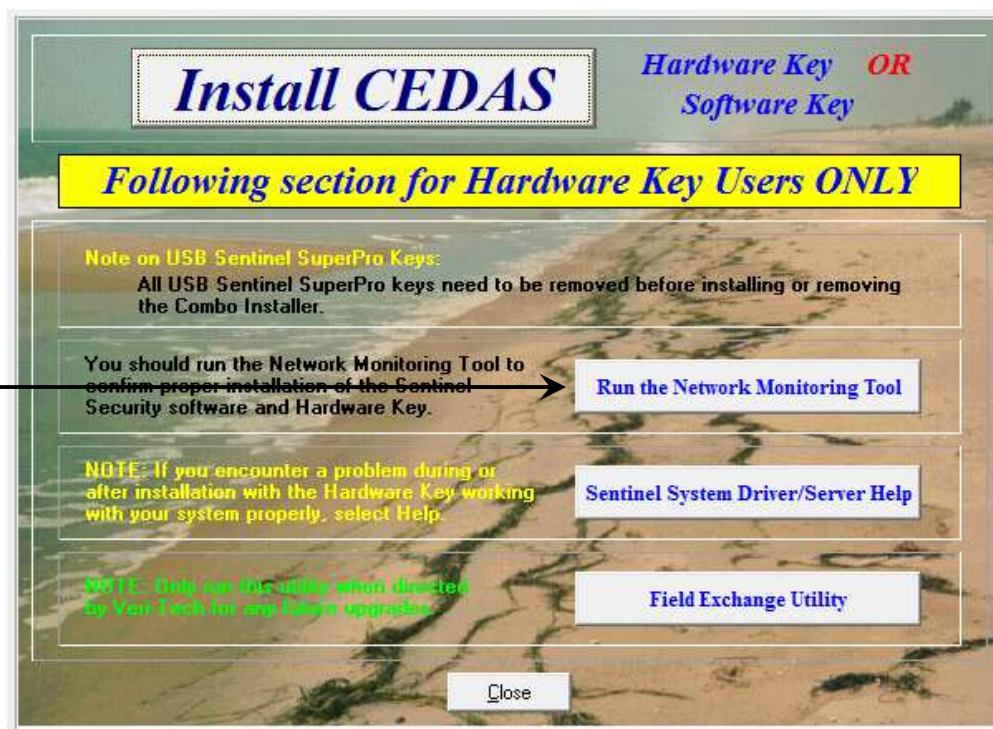 Install CEDAS
Hardware Key OR
Software Key
Following section for Hardware Key Users ONLY
Note on USB Sentinel SuperPro Keys:
All USB Sentinel SuperPro keys need to be removed before installing or removing
the Combo Installer.
You should run the Network Monitoring Tool to
confirm proper installation of the Sentinel
Security software and Hardware Key.
Run the Network Monitoring Tool
NOTE: If you encounter a problem during or
after installation with the Hardware Key working
with your system properly, select Help.
Sentinel System Driver/Server Help
NOTE: Only run this utility when directed
by Veri-Tech for any future upgrades.
Field Exchange Utility
Close